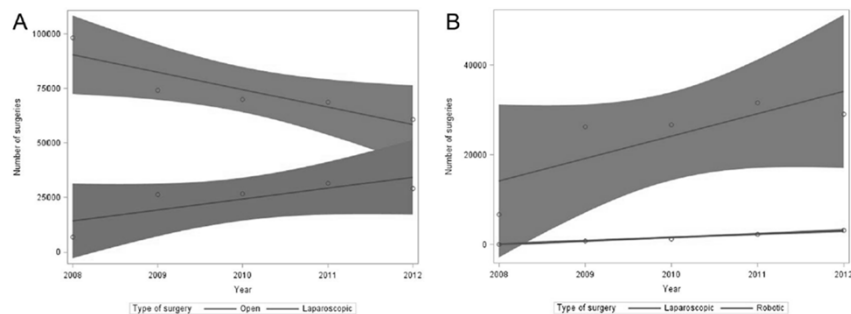 A
Number of surgeries
100000
75000
50000
25000
0
2008 2009 2010 2011 2012
Year
Type of surgery Open Laparoscopic
B
Number of surgeries
40000
20000
0
2008 2009 2010 2011 2012
Year
Type of surgery Laparoscopic Robotic